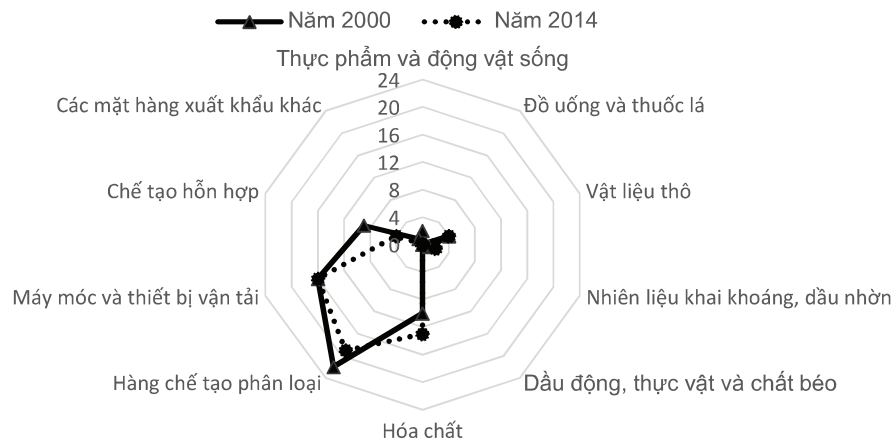 Năm 2000 Năm 2014
Thực phẩm và động vật sống
24
Các mặt hàng xuất khẩu khác
20
Đồ uống và thuốc lá
16
12
Chế tạo hỗn hợp
8
Vật liệu thô
4
0
Máy móc và thiết bị vận tải
Nhiên liệu khai khoáng, dầu nhờn
Hàng chế tạo phân loại
Dầu động, thực vật và chất béo
Hóa chất